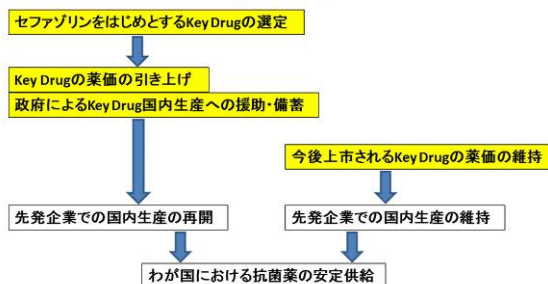 セファゾリンをはじめとするKey Drugの選定
Key Drugの薬価の引き上げ
政府によるKey Drug国内生産への援助・備蓄
今後上市されるKey Drugの薬価の維持
先発企業での国内生産の再開
先発企業での国内生産の維持
わが国における抗菌薬の安定供給